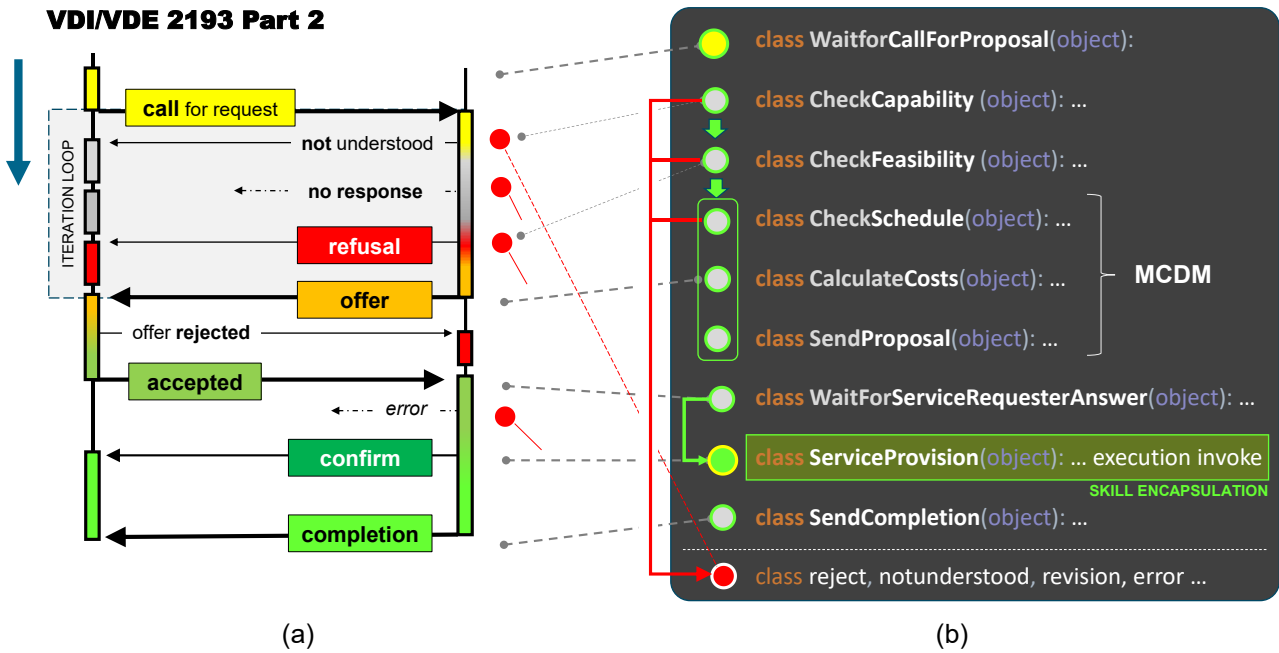 VDI/VDE 2193 Part 2
call for request
not understood
no response
refusal
offer
offer rejected
accepted
error
confirm
completion
ITERATION LOOP
(a)
class WaitforCallForProposal(object):
class CheckCapability (object): ...
class CheckFeasibility (object): ...
class CheckSchedule(object): ...
class CalculateCosts(object): ...
class SendProposal(object): ...
MCDM
class WaitForServiceRequesterAnswer(object): ...
class ServiceProvision(object): ... execution invoke
SKILL ENCAPSULATION
class SendCompletion(object): ...
class reject, notunderstood, revision, error ...
(b)